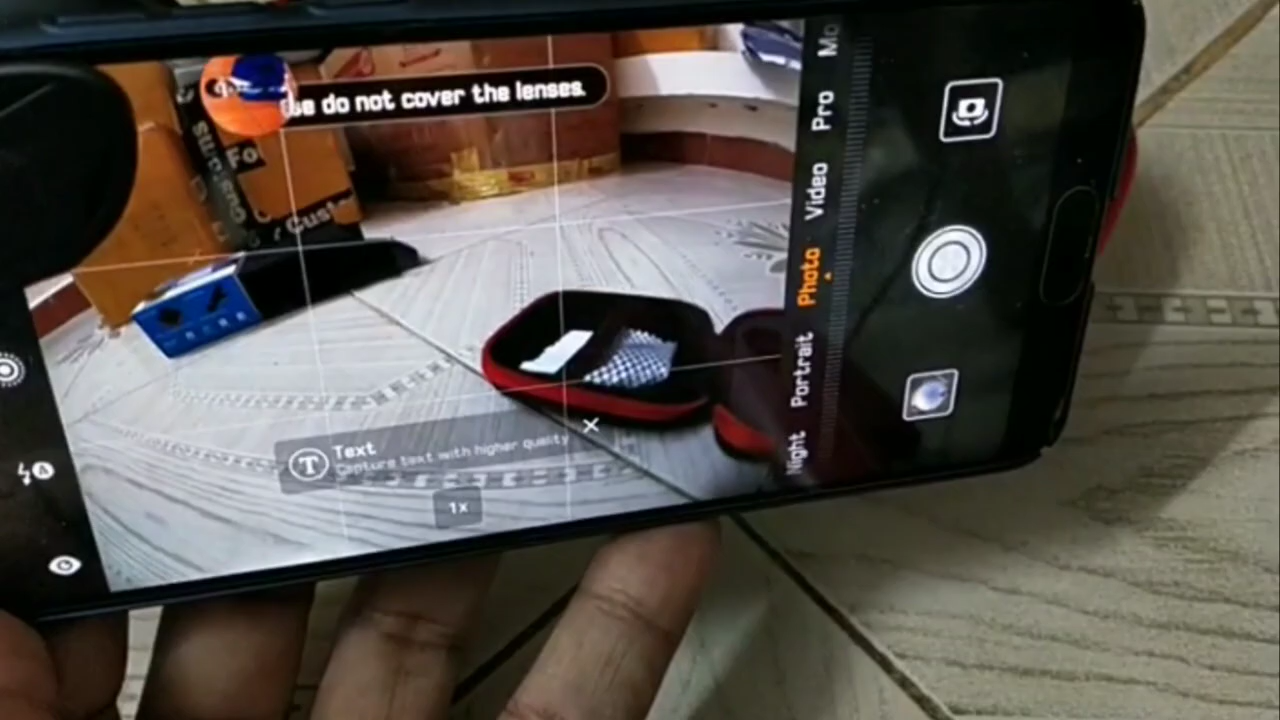 se do not cover the lenses.
Fo
Custo
Mo
Pro
Video
Photo
Portrait
Night
T
Text
Capture text with higher quality
1x